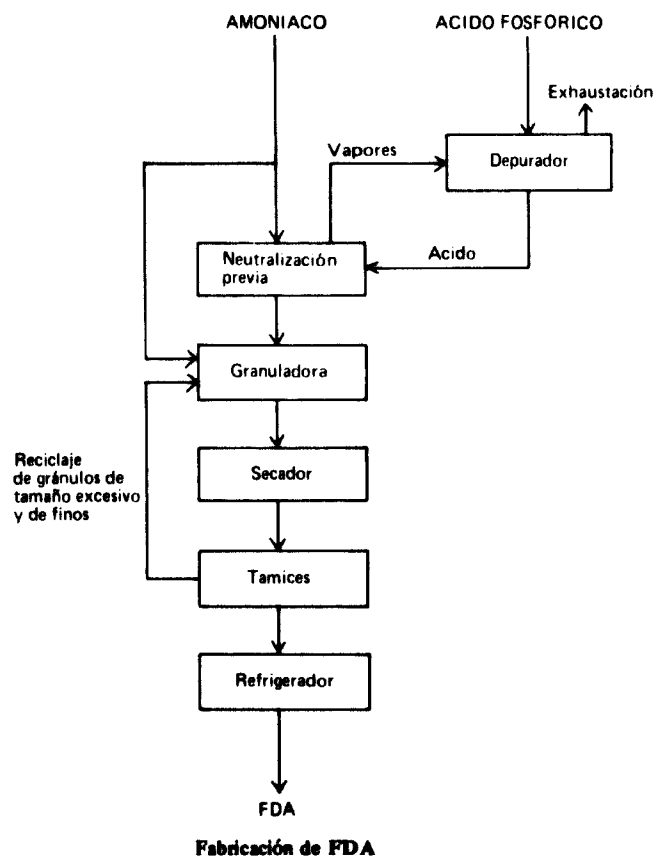 AMONIACO
ACIDO FOSFÓRICO
Exhaustación
Vapores
Depurador
Neutralización
previa
Acido
Granuladora
Secador
Reciclaje
de gránulos de
tamaño excesivo
y de finos
Tamices
Refrigerador
FDA
Fabricación de FDA